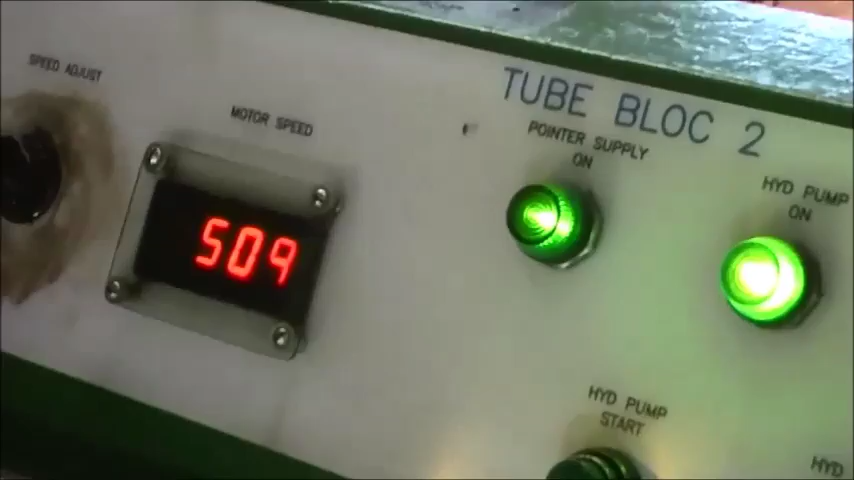 SPEED ADJUST
MOTOR SPEED
509
TUBE BLOC 2
POINTER SUPPLY
ON
HYD PUMP
ON
HYD PUMP
START
HYD